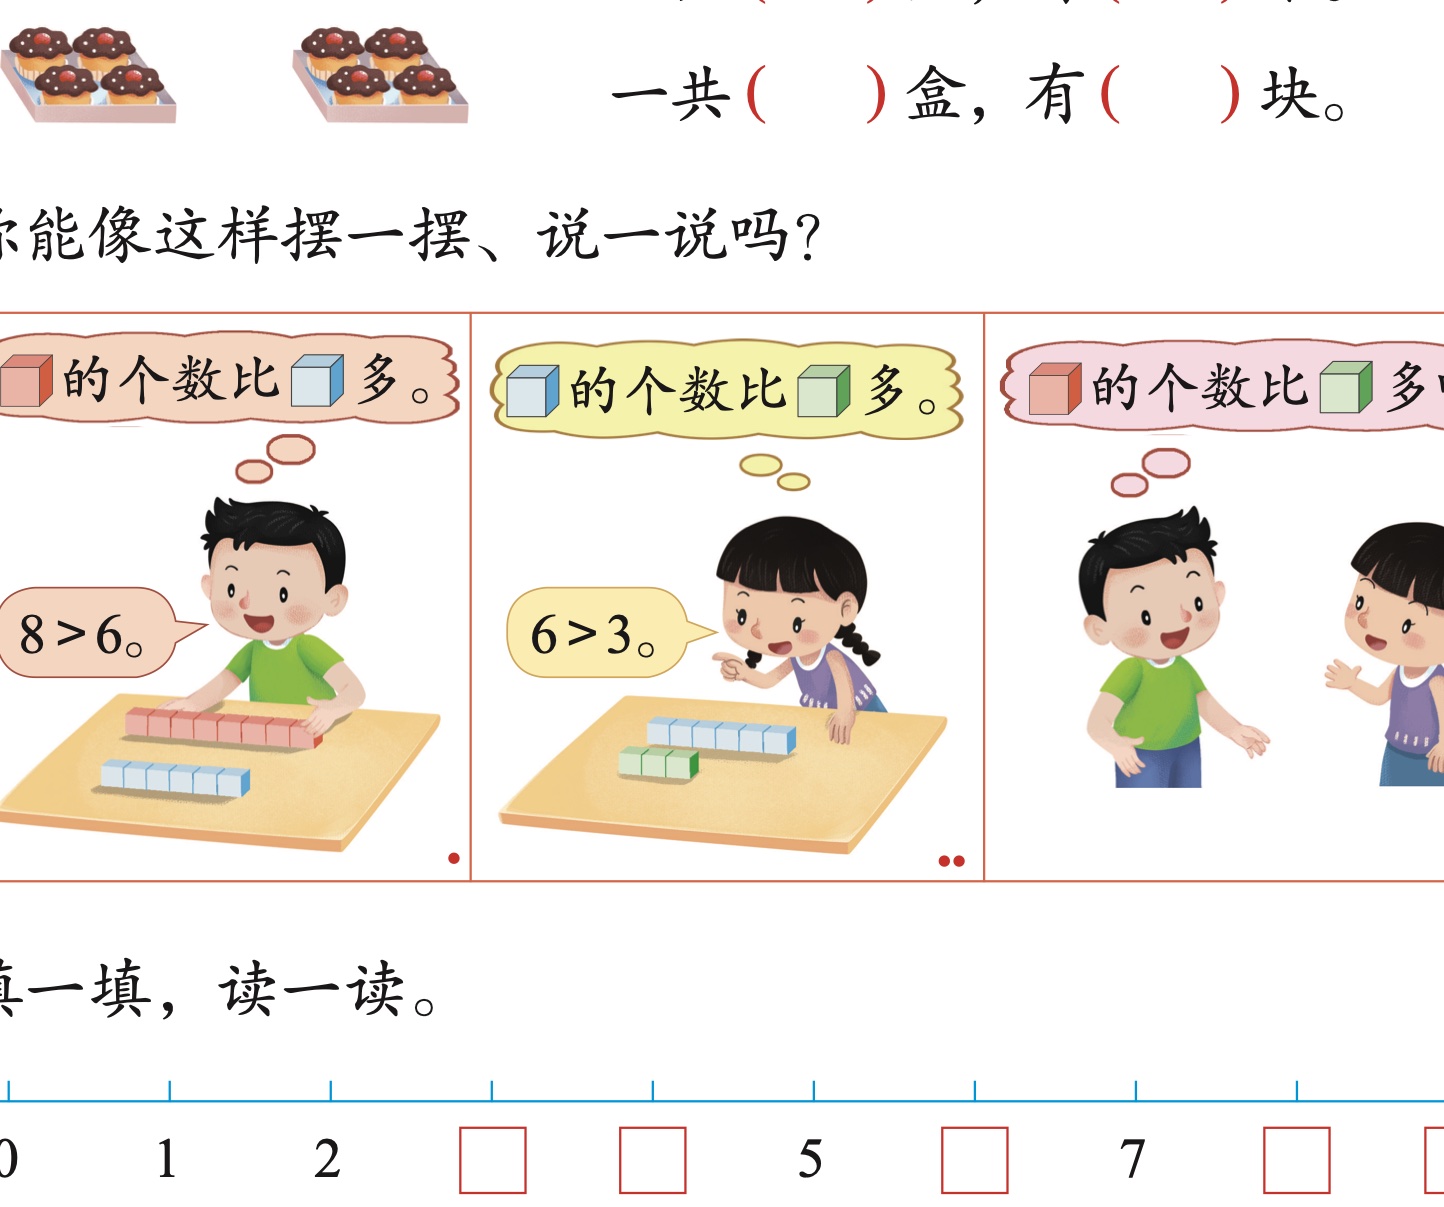 一共( )盒，有( )块。
能像这样摆一摆、说一说吗？
的个数比 多。
8>6。
的个数比 多。
6>3。
的个数比 多
填一填，读一读。
0 1 2 5 7